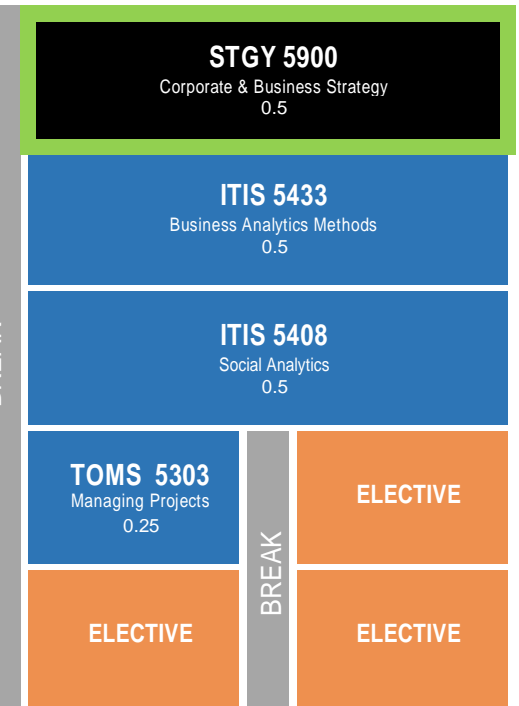 STGY 5900
Corporate & Business Strategy
0.5
ITIS 5433
Business Analytics Methods
0.5
ITIS 5408
Social Analytics
0.5
TOMS 5303
Managing Projects
0.25
BREAK
ELECTIVE
ELECTIVE
ELECTIVE